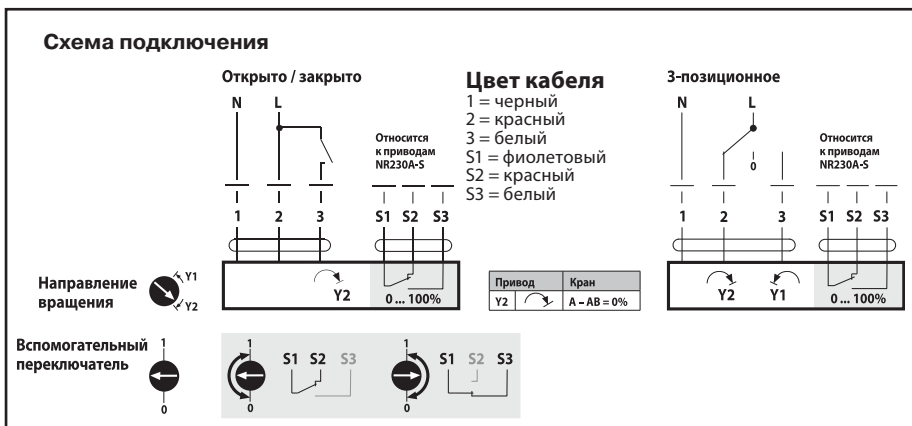 Схема подключения
Открыто / закрыто
N L
Относится
к приводам
NR230A-S
1 2 3 S1 S2 S3
Y2
0 ... 100%
Цвет кабеля
1 = черный
2 = красный
3 = белый
S1 = фиолетовый
S2 = красный
S3 = белый
3-позиционное
N L
0
Относится
к приводам
NR230A-S
1 2 3 S1 S2 S3
Y2 Y1
0 ... 100%
Направление
вращения
Y1
Y2
Привод Кран
Y2 A – AB = 0%
Вспомогательный
переключатель
1
0
1
0
S1 S2 S3
1
0
S1 S2 S3